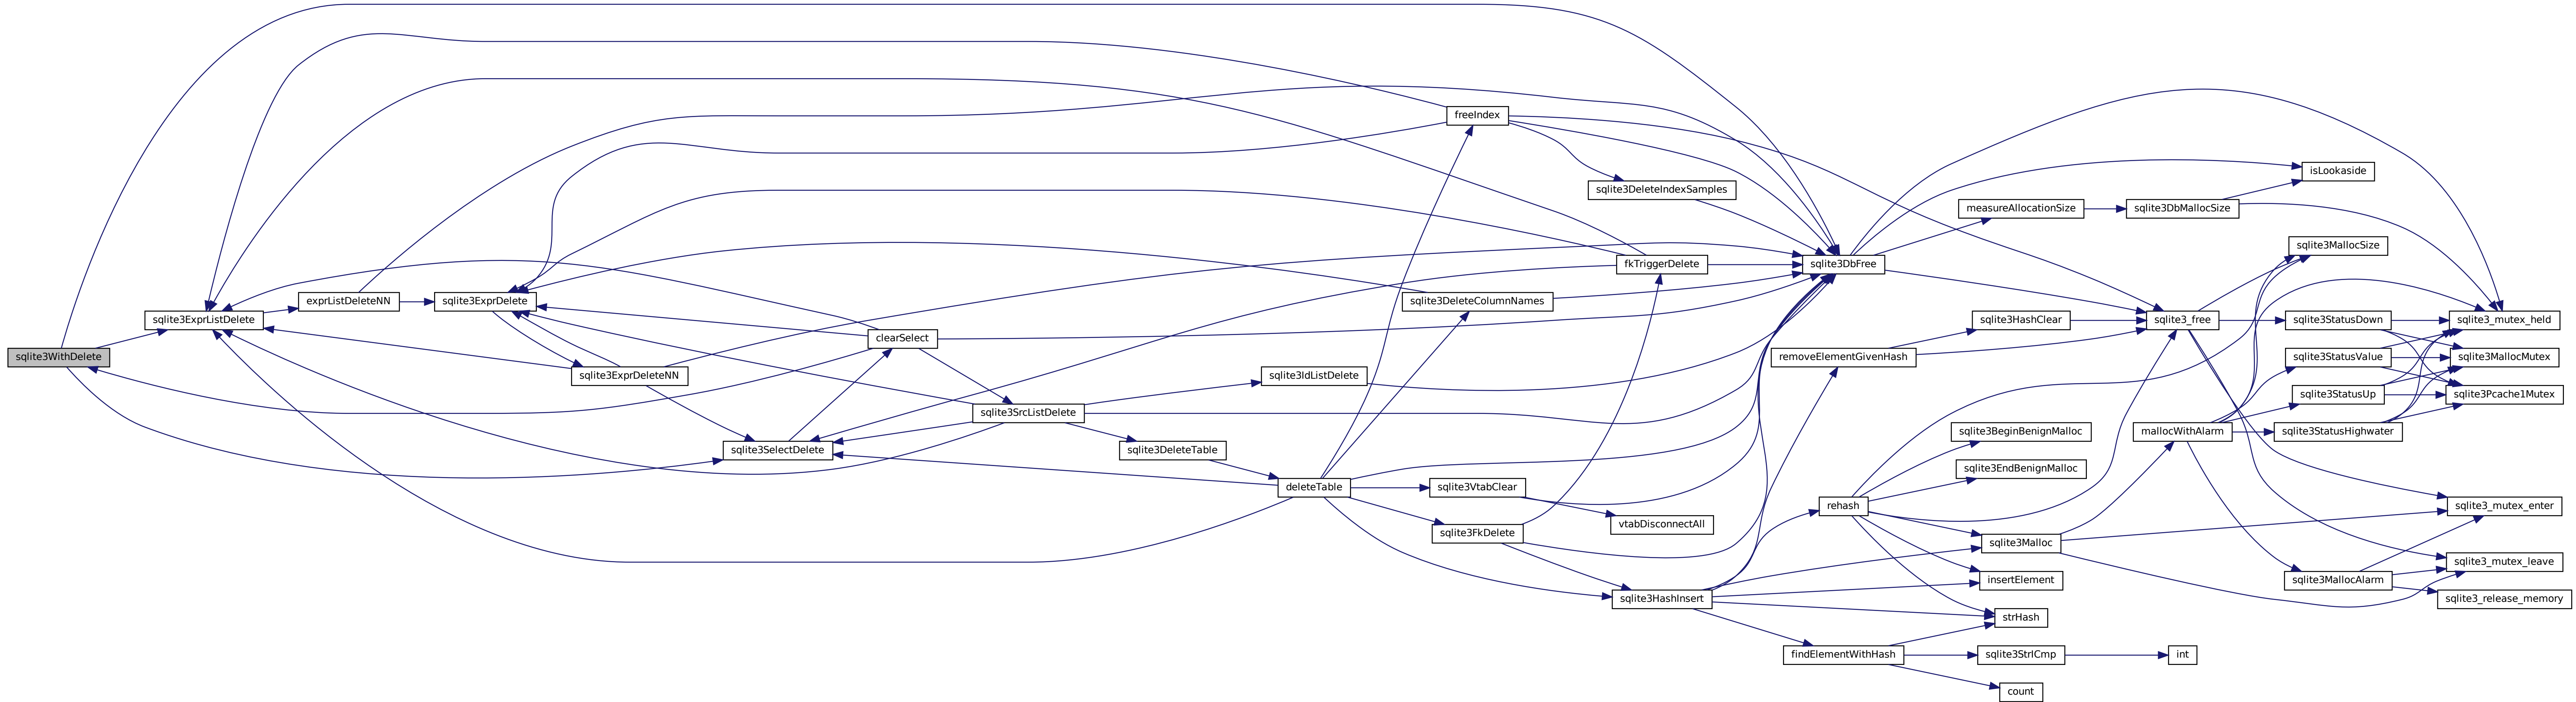 sqlite3WithDelete
sqlite3ExprListDelete
exprListDeleteNN
sqlite3ExprDelete
sqlite3ExprDeleteNN
sqlite3SelectDelete
clearSelect
sqlite3SrcListDelete
sqlite3DeleteTable
sqlite3IdListDelete
deleteTable
freeIndex
sqlite3DeleteColumnNames
sqlite3VtabClear
sqlite3FkDelete
sqlite3DeleteIndexSamples
fkTriggerDelete
vtabDisconnectAll
sqlite3HashInsert
sqlite3DbFree
removeElementGivenHash
rehash
findElementWithHash
measureAllocationSize
sqlite3HashClear
sqlite3BeginBenignMalloc
sqlite3EndBenignMalloc
sqlite3Malloc
insertElement
strHash
sqlite3StrICmp
count
sqlite3DbMallocSize
sqlite3_free
mallocWithAlarm
int
isLookaside
sqlite3MallocSize
sqlite3StatusDown
sqlite3StatusValue
sqlite3StatusUp
sqlite3StatusHighwater
sqlite3MallocAlarm
sqlite3_mutex_held
sqlite3MallocMutex
sqlite3Pcache1Mutex
sqlite3_mutex_enter
sqlite3_mutex_leave
sqlite3_release_memory